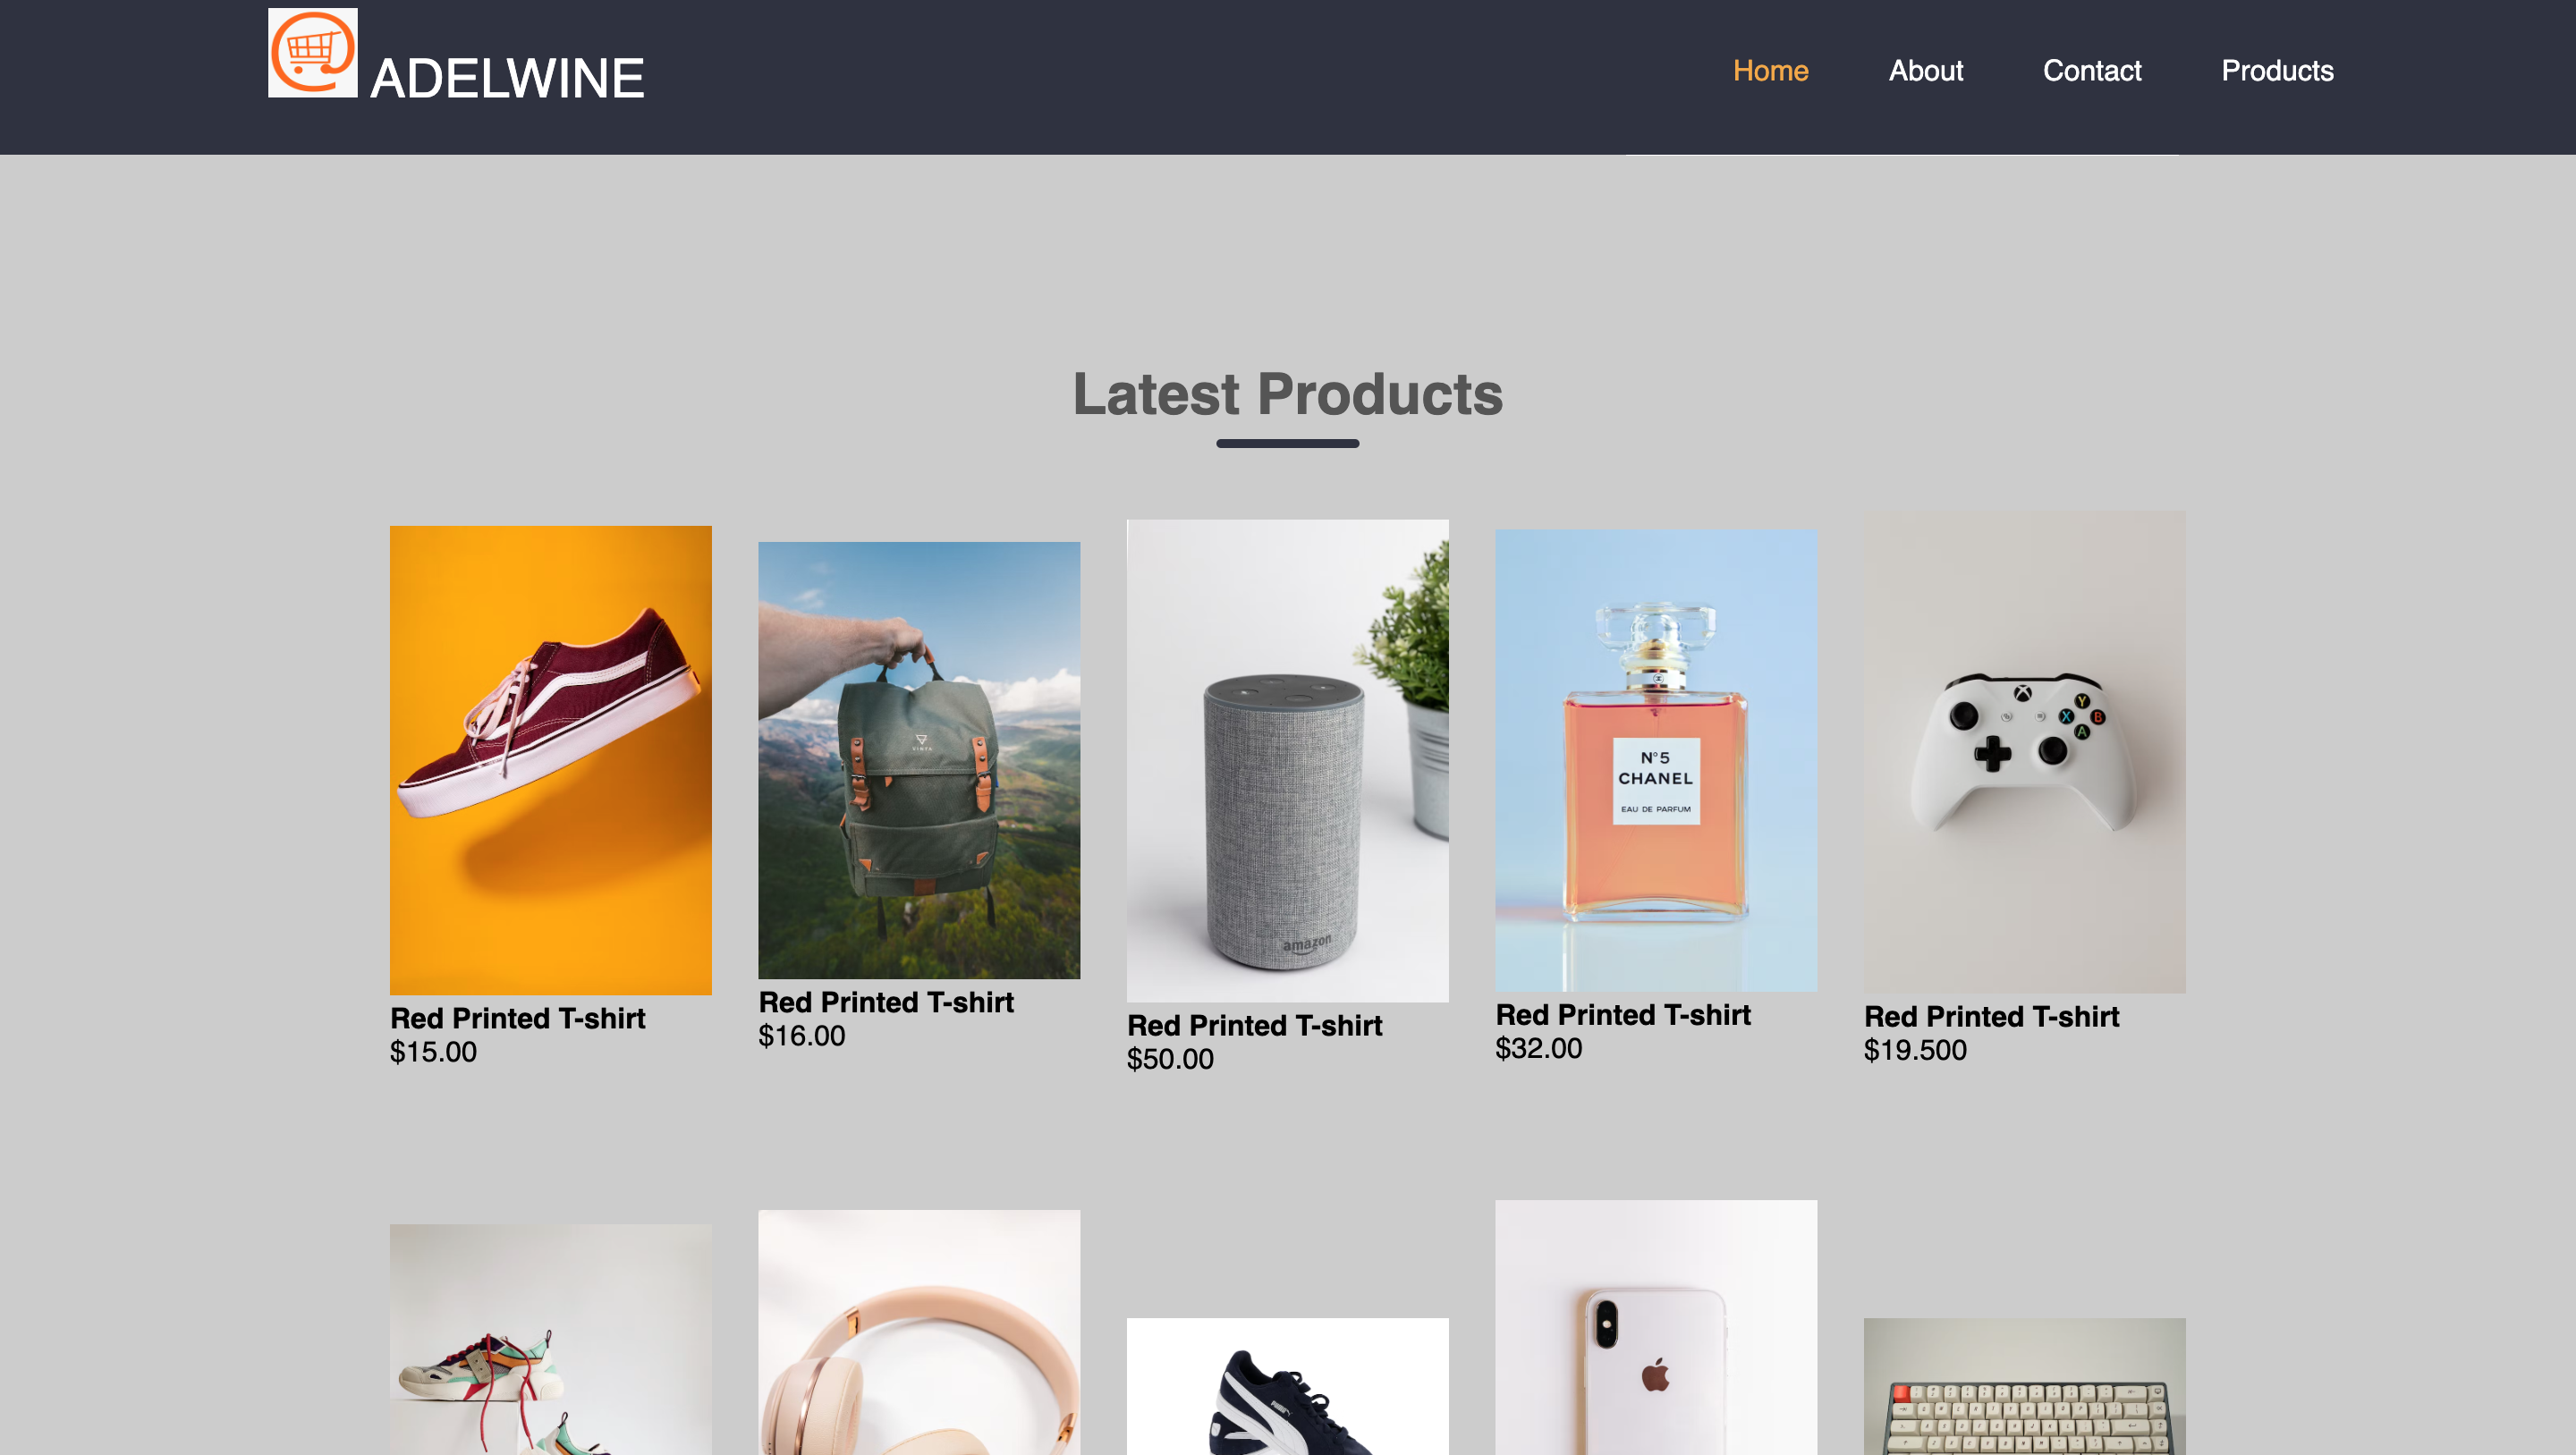 ADELWINE
Home About Contact Products
Latest Products
VINTA
amazon
N°5
CHANEL
EAU DE PARFUM
Y
X B
A
Red Printed T-shirt
$15.00
Red Printed T-shirt
$16.00
Red Printed T-shirt
$50.00
Red Printed T-shirt
$32.00
Red Printed T-shirt
$19.500